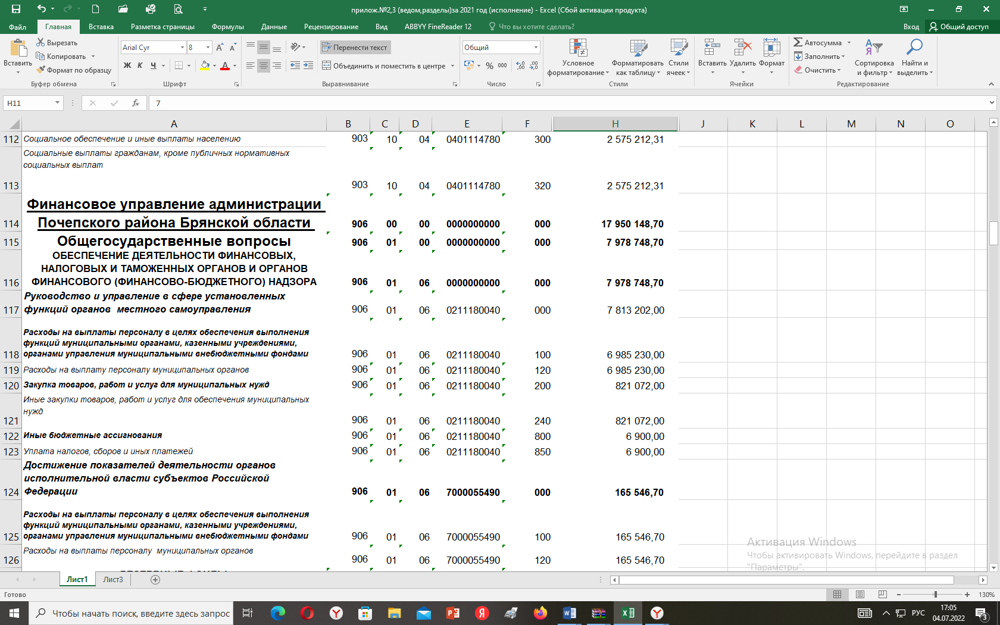 прилож.№2,3 (ведом,разделы)за 2021 год (исполнение) - Excel (Сбой активации продукта)
Файл Главная Вставка Разметка страницы Формулы Данные Рецензирование Вид ABBYY FineReader 12 Что вы хотите сделать? Вход Общий доступ
Вставить
Вырезать
Копировать
Формат по образцу
Буфер обмена
Arial Cyr 8
Ж К Ч
Шрифт
Перенести текст
Объединить и поместить в центре
Выравнивание
Общий
% 000
Число
Условное форматирование
Форматировать как таблицу
Стили ячеек
Стили
Вставить Удалить Формат
Ячейки
Автосумма
Заполнить
Очистить
Сортировка и фильтр
Найти и выделить
Редактирование
H11 fx 7
A B C D E F H J K L M N O
112 Социальное обеспечение и иные выплаты населению 903 10 04 0401114780 300 2 575 212,31
Социальные выплаты гражданам, кроме публичных нормативных
социальных выплат
113 903 10 04 0401114780 320 2 575 212,31
Финансовое управление администрации
114 Почепского района Брянской области 906 00 00 0000000000 000 17 950 148,70
115 Общегосударственные вопросы 906 01 00 0000000000 000 7 978 748,70
ОБЕСПЕЧЕНИЕ ДЕЯТЕЛЬНОСТИ ФИНАНСОВЫХ,
НАЛОГОВЫХ И ТАМОЖЕННЫХ ОРГАНОВ И ОРГАНОВ
116 ФИНАНСОВОГО (ФИНАНСОВО-БЮДЖЕТНОГО) НАДЗОРА 906 01 06 0000000000 000 7 978 748,70
Руководство и управление в сфере установленных
117 функций органов местного самоуправления 906 01 06 0211180040 000 7 813 202,00
Расходы на выплаты персоналу в целях обеспечения выполнения
функций муниципальными органами, казенными учреждениями,
118 органами управления муниципальными внебюджетными фондами 906 01 06 0211180040 100 6 985 230,00
119 Расходы на выплату персоналу муниципальных органов 906 01 06 0211180040 120 6 985 230,00
120 Закупка товаров, работ и услуг для муниципальных нужд 906 01 06 0211180040 200 821 072,00
Иные закупки товаров, работ и услуг для обеспечения муниципальных
нужд
121 906 01 06 0211180040 240 821 072,00
122 Иные бюджетные ассигнования 906 01 06 0211180040 800 6 900,00
123 Уплата налогов, сборов и иных платежей 906 01 06 0211180040 850 6 900,00
Достижение показателей деятельности органов
исполнительной власти субъектов Российской
124 Федерации 906 01 06 7000055490 000 165 546,70
Расходы на выплаты персоналу в целях обеспечения выполнения
функций муниципальными органами, казенными учреждениями,
125 органами управления муниципальными внебюджетными фондами 906 01 06 7000055490 100 165 546,70
Расходы на выплаты персоналу муниципальных органов
126 906 01 06 7000055490 120 165 546,70
Активация Windows
Чтобы активировать Windows, перейдите в раздел
"Параметры".
Лист1 Лист3
Готово 130%
Чтобы начать поиск, введите здесь запрос
РУС
17:05
04.07.2022
3